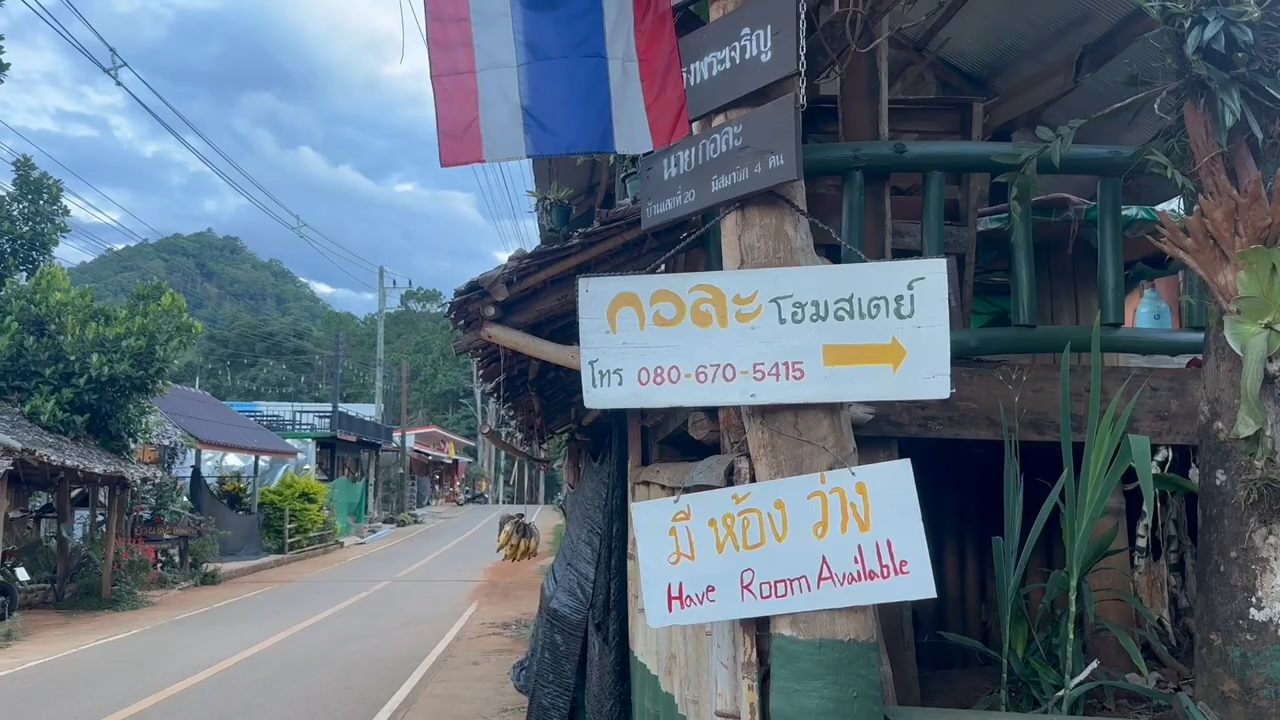 งพระเจริญ
นาย กอละ
บ้านเลขที่ 20 มีสมาชิก 4 คน
กอละ โฮมสเตย์
โทร 080-670-5415
มี ห้อง ว่าง
Have Room Available